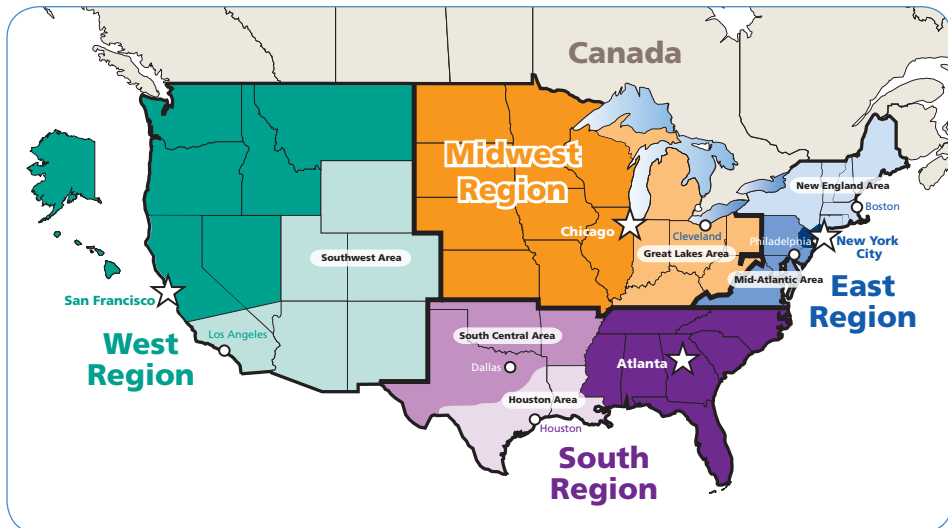 Canada
Midwest
Region
New England Area
Boston
Chicago
Cleveland
Philadelphia
New York
City
Southwest Area
Great Lakes Area
Mid-Atlantic Area
East
Region
San Francisco
Los Angeles
West
Region
South Central Area
Dallas
Atlanta
Houston Area
Houston
South
Region